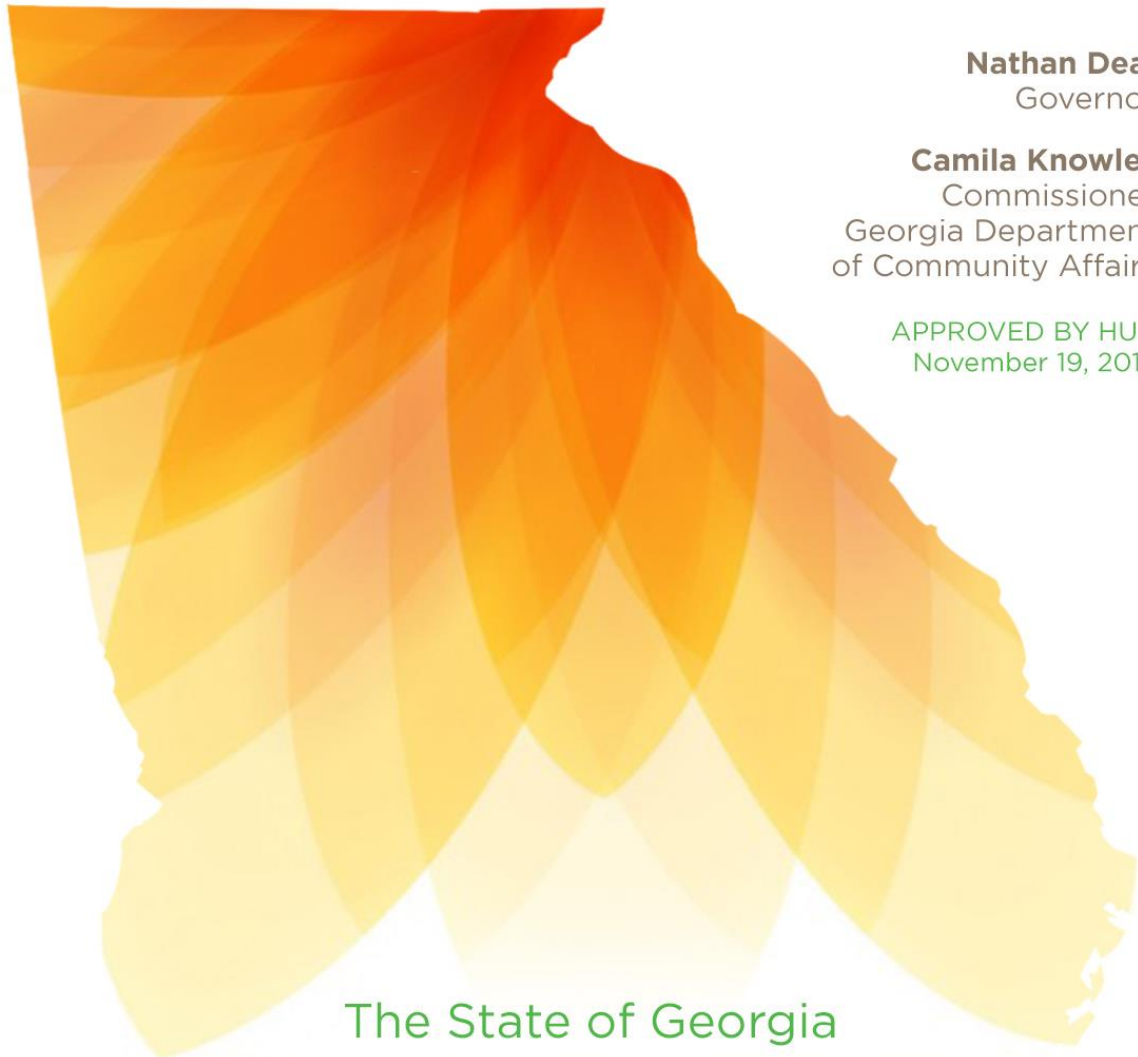 Nathan Dea
Governo
Camila Knowle
Commissione
Georgia Departmen
of Community Affair
APPROVED BY HU
November 19, 201
The State of Georgia